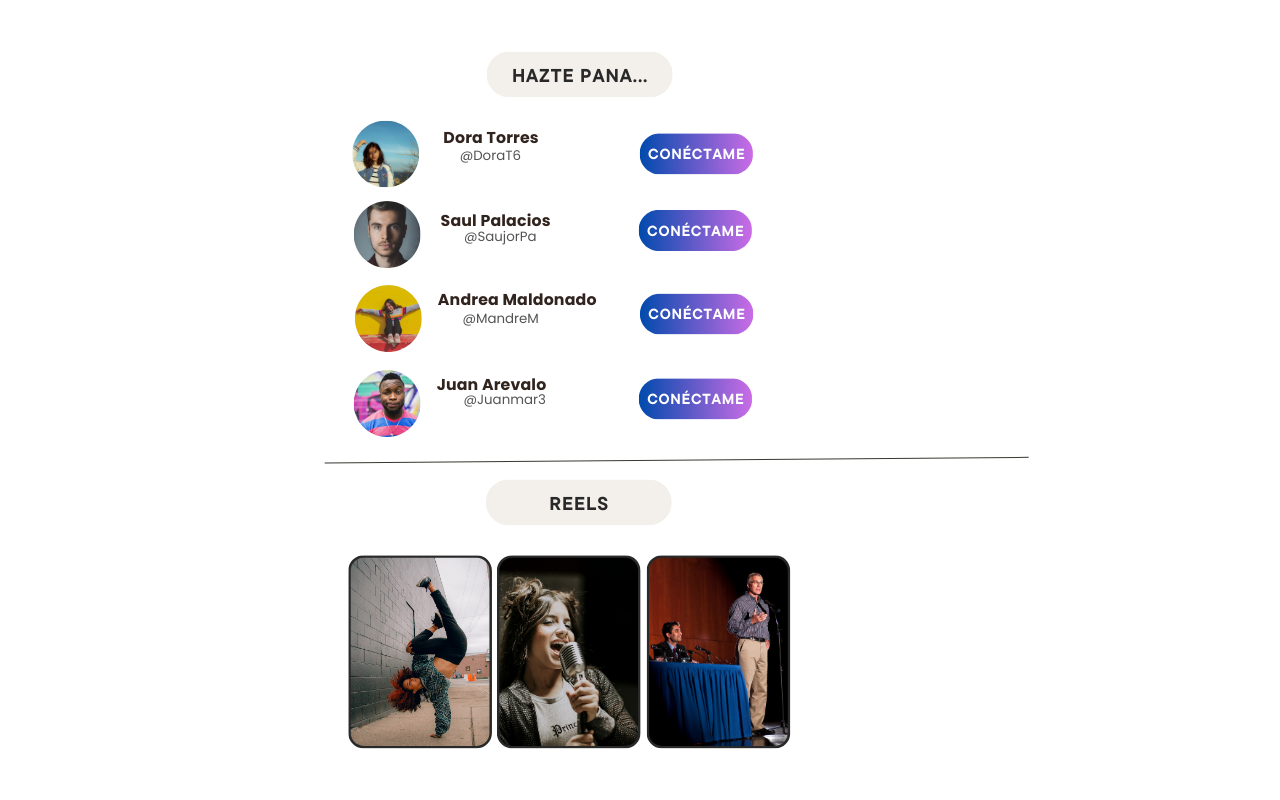 HAZTE PANA...
Dora Torres
@DoraT6
CONÉCTAME
Saul Palacios
@SaujorPa
CONÉCTAME
Andrea Maldonado
@MandreM
CONÉCTAME
Juan Arevalo
@Juanmar3
CONÉCTAME
REELS